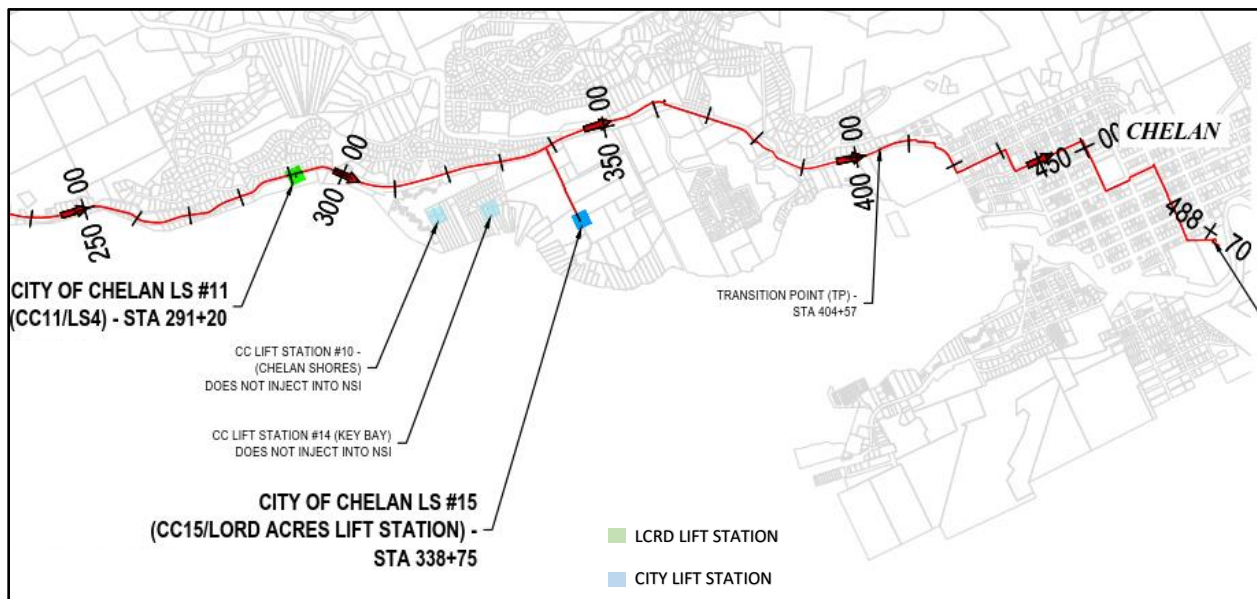 250+00
300+00
350+00
400+00
450+00
CHELAN
488+70
CITY OF CHELAN LS #11
(CC11/LS4) - STA 291+20
CC LIFT STATION #10 -
(CHELAN SHORES)
DOES NOT INJECT INTO NSI
CC LIFT STATION #14 (KEY BAY)
DOES NOT INJECT INTO NSI
TRANSITION POINT (TP) -
STA 404+57
CITY OF CHELAN LS #15
(CC15/LORD ACRES LIFT STATION) -
STA 338+75
LCRD LIFT STATION
CITY LIFT STATION